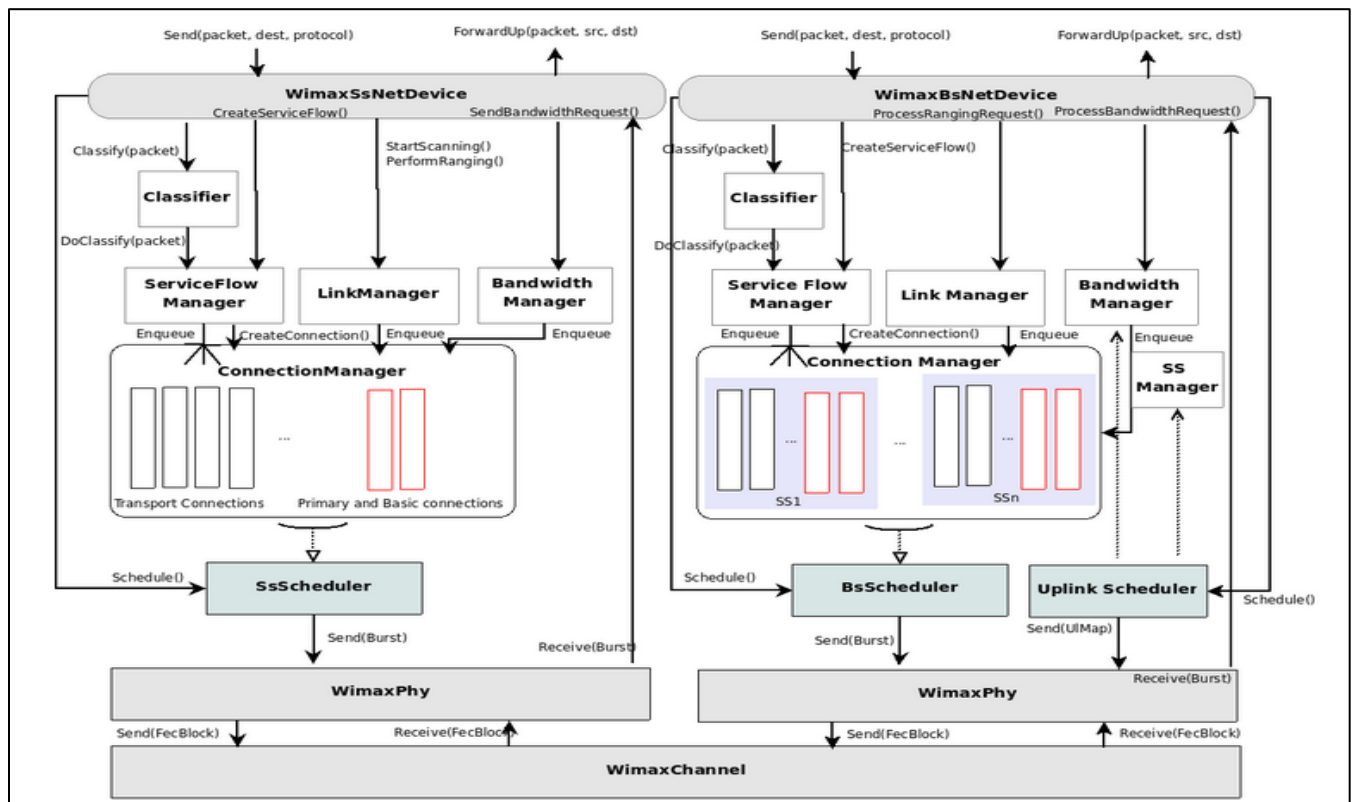 Send(packet, dest, protocol)
ForwardUp(packet, src, dst)
WimaxSsNetDevice
CreateServiceFlow()
SendBandwidthRequest()
Classify(packet)
StartScanning()
PerformRanging()
Classifier
DoClassify(packet)
ServiceFlow
Manager
LinkManager
Bandwidth
Manager
Enqueue
CreateConnection()
Enqueue
Enqueue
ConnectionManager
...
Transport Connections
Primary and Basic connections
Schedule()
SsScheduler
Send(Burst)
Receive(Burst)
WimaxPhy
Send(FecBlock)
Receive(FecBlock)
Send(packet, dest, protocol)
ForwardUp(packet, src, dst)
WimaxBsNetDevice
ProcessRangingRequest()
ProcessBandwidthRequest()
Classify(packet)
CreateServiceFlow()
Classifier
DoClassify(packet)
Service Flow
Manager
Link Manager
Bandwidth
Manager
Enqueue
CreateConnection()
Enqueue
Enqueue
Connection Manager
SS
Manager
...
...
...
SS1
SSn
Schedule()
BsScheduler
Uplink Scheduler
Schedule()
Send(Burst)
Send(UlMap)
Receive(Burst)
WimaxPhy
Send(FecBlock)
Receive(FecBlock)
WimaxChannel